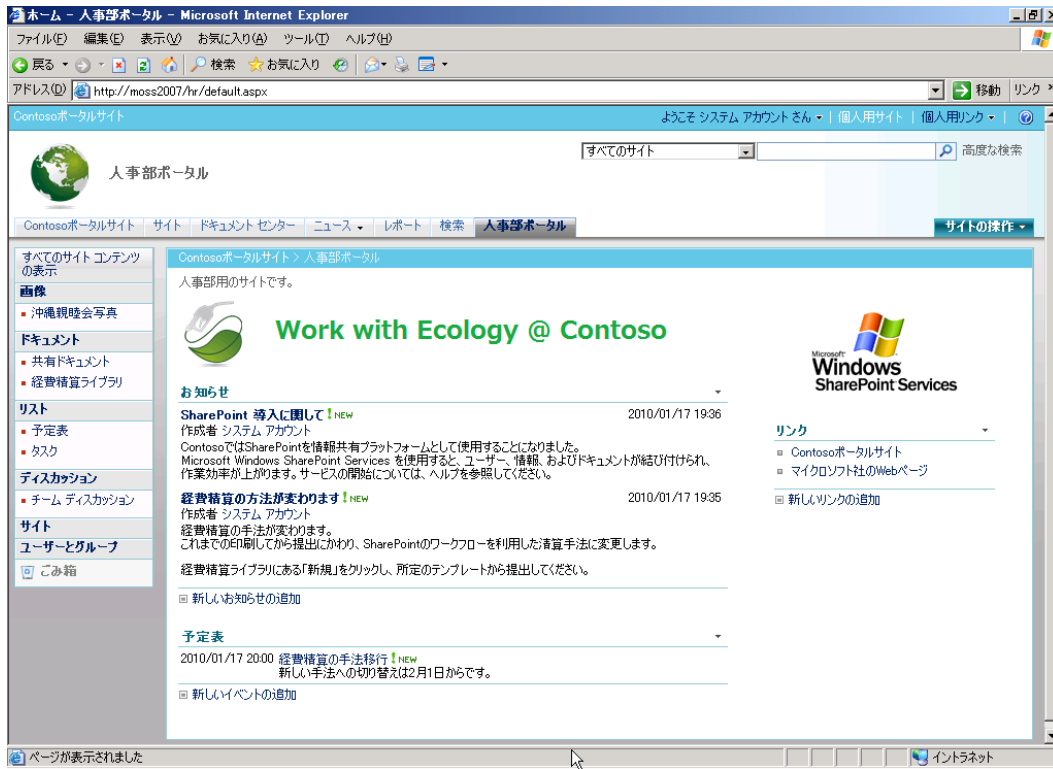 ホーム - 人事部ポータル - Microsoft Internet Explorer
ファイル(F) 編集(E) 表示(V) お気に入り(A) ツール(T) ヘルプ(H)
戻る 検索 お気に入り
アドレス(D) http://moss2007/hr/default.aspx 移動 リンク
Contosoポータルサイト ようこそ システム アカウント さん | 個人用サイト | 個人用リンク |
人事部ポータル すべてのサイト 高度な検索
Contosoポータルサイト サイト ドキュメント センター ニュース レポート 検索 人事部ポータル サイトの操作
すべてのサイト コンテンツの表示
画像
沖縄親睦会写真
ドキュメント
共有ドキュメント
経費精算ライブラリ
リスト
予定表
タスク
ディスカッション
チーム ディスカッション
サイト
ユーザーとグループ
ごみ箱
Contosoポータルサイト > 人事部ポータル
人事部用のサイトです。
Work with Ecology @ Contoso
お知らせ
SharePoint 導入に関して ! NEW 2010/01/17 19:36
作成者 システム アカウント
ContosoではSharePointを情報共有プラットフォームとして使用することになりました。
Microsoft Windows SharePoint Services を使用すると、ユーザー、情報、およびドキュメントが結び付けられ、
作業効率が上がります。サービスの開始については、ヘルプを参照してください。
経費精算の方法が変わります ! NEW 2010/01/17 19:35
作成者 システム アカウント
経費精算の手法が変わります。
これまでの印刷してから提出にかわり、SharePointのワークフローを利用した清算手法に変更します。
経費精算ライブラリにある「新規」をクリックし、所定のテンプレートから提出してください。
新しいお知らせの追加
予定表
2010/01/17 20:00 経費精算の手法移行 ! NEW
新しい手法への切り替えは2月1日からです。
新しいイベントの追加
Microsoft
Windows
SharePoint Services
リンク
Contosoポータルサイト
マイクロソフト社のWebページ
新しいリンクの追加
ページが表示されました イントラネット